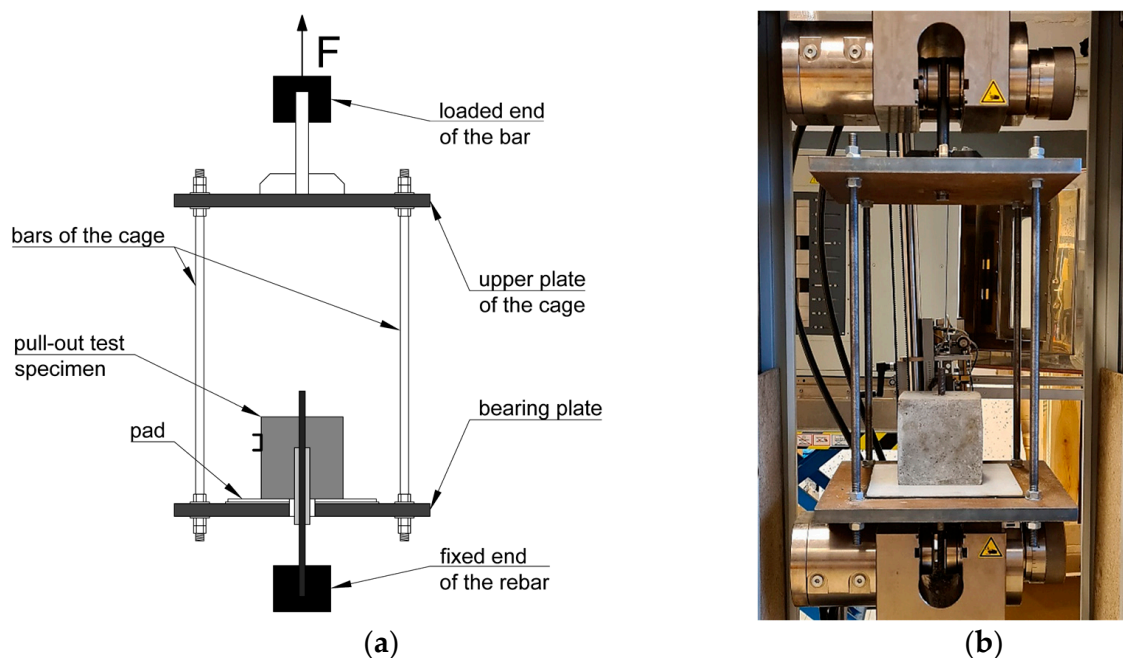 F
loaded end
of the bar
bars of the cage
upper plate
of the cage
pull-out test
specimen
bearing plate
pad
fixed end
of the rebar
(a)
(b)